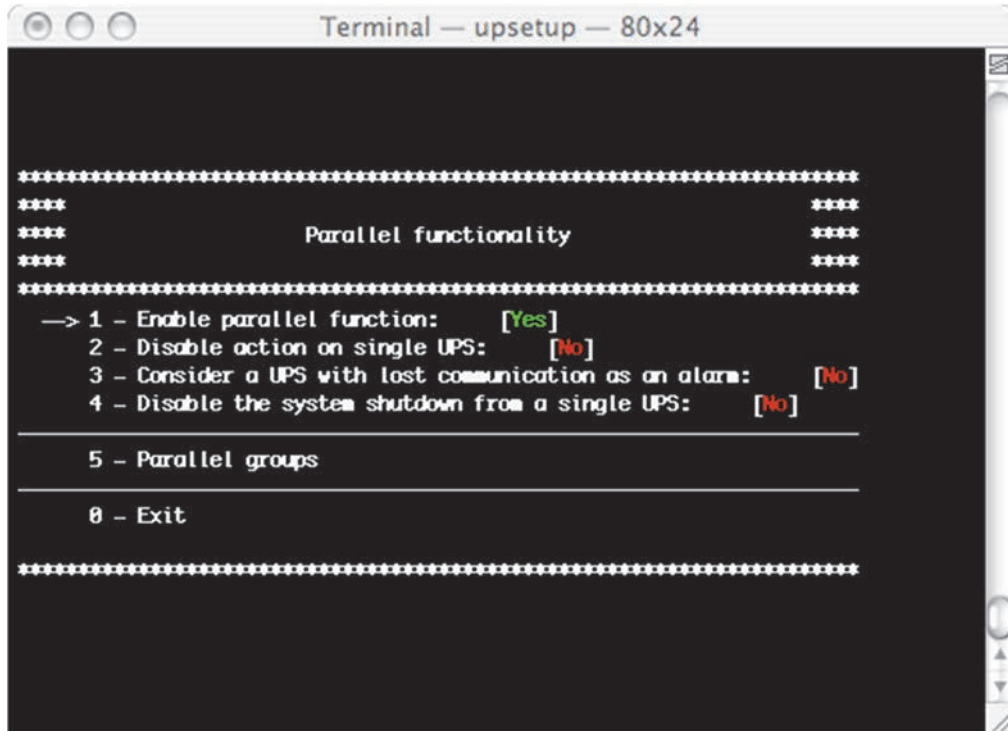 Terminal — upsetup — 80x24
**********************************************************************
****                                                              ****
****                    Parallel functionality                    ****
****                                                              ****
**********************************************************************
—> 1 – Enable parallel function: [Yes]
2 – Disable action on single UPS: [No]
3 – Consider a UPS with lost communication as an alarm: [No]
4 – Disable the system shutdown from a single UPS: [No]
5 – Parallel groups
0 – Exit
**********************************************************************